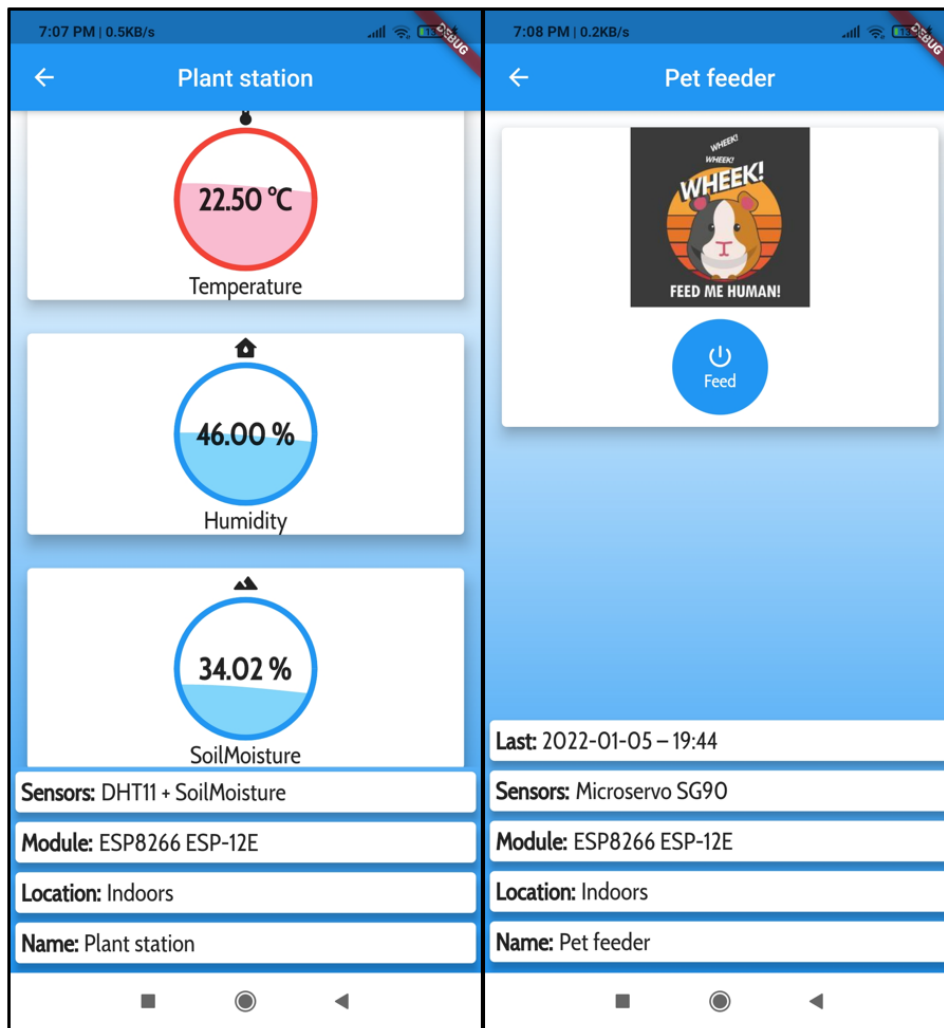 7:07 PM | 0.5KB/s
DEBUG
Plant station
22.50 °C
Temperature
46.00 %
Humidity
34.02 %
SoilMoisture
Sensors: DHT11 + SoilMoisture
Module: ESP8266 ESP-12E
Location: Indoors
Name: Plant station
7:08 PM | 0.2KB/s
DEBUG
Pet feeder
WHEEK!
WHEEK!
WHEEK!
FEED ME HUMAN!
Feed
Last: 2022-01-05 – 19:44
Sensors: Microservo SG90
Module: ESP8266 ESP-12E
Location: Indoors
Name: Pet feeder